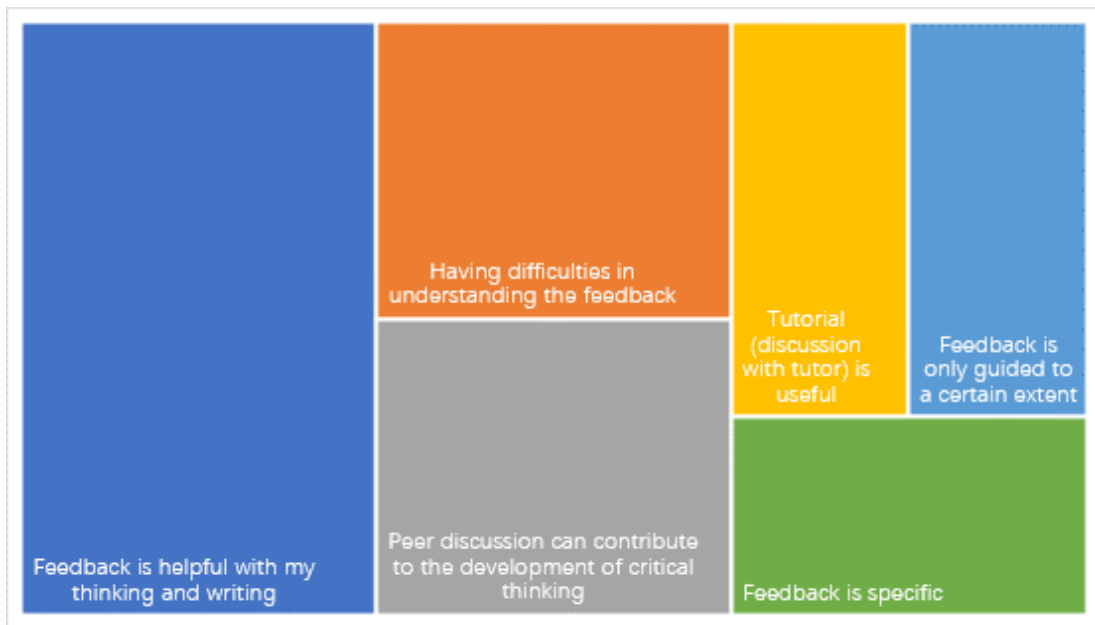 Feedback is helpful with my
thinking and writing
Having difficulties in
understanding the feedback
Peer discussion can contribute
to the development of critical
thinking
Tutorial
(discussion
with tutor) is
useful
Feedback is
only guided to
a certain extent
Feedback is specific